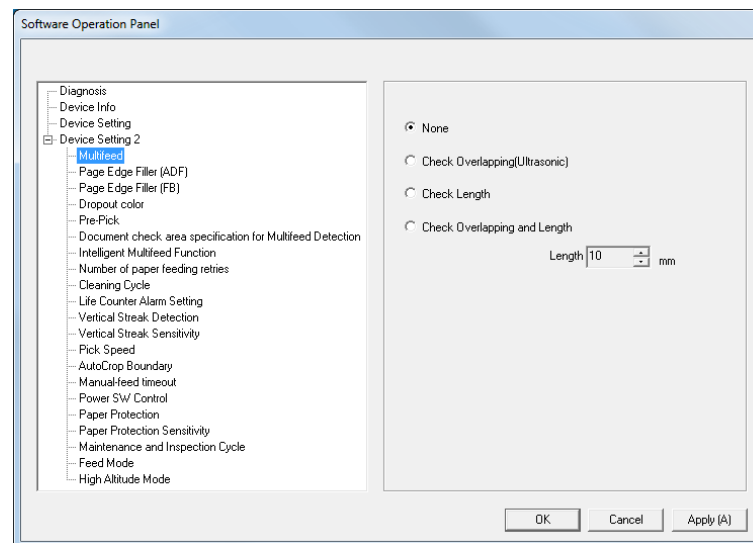 Software Operation Panel
Diagnosis
Device Info
Device Setting
Device Setting 2
Multifeed
Page Edge Filler (ADF)
Page Edge Filler (FB)
Dropout color
Pre-Pick
Document check area specification for Multifeed Detection
Intelligent Multifeed Function
Number of paper feeding retries
Cleaning Cycle
Life Counter Alarm Setting
Vertical Streak Detection
Vertical Streak Sensitivity
Pick Speed
AutoCrop Boundary
Manual-feed timeout
Power SW Control
Paper Protection
Paper Protection Sensitivity
Maintenance and Inspection Cycle
Feed Mode
High Altitude Mode
None
Check Overlapping(Ultrasonic)
Check Length
Check Overlapping and Length
Length 10 mm
OK Cancel Apply (A)